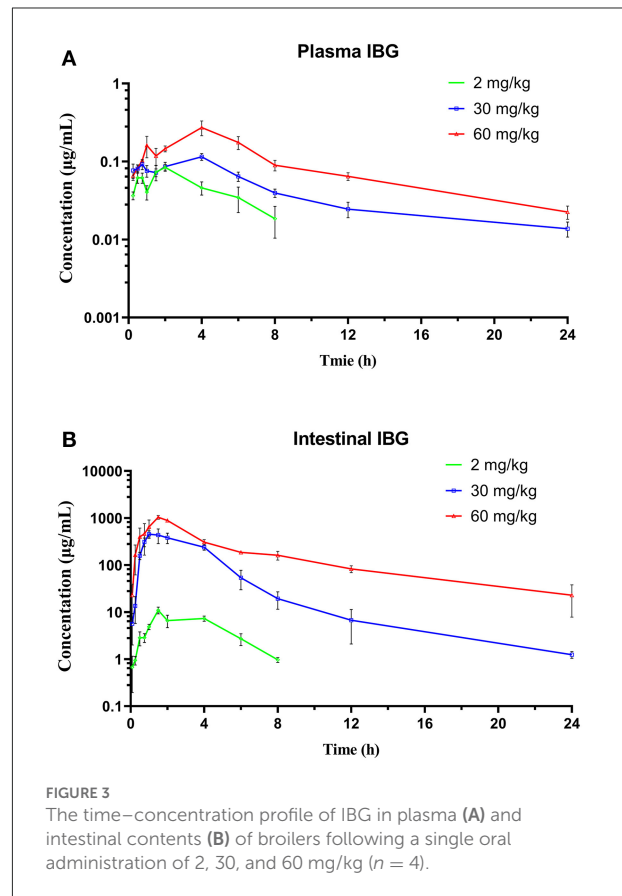 A
Plasma IBG
2 mg/kg
30 mg/kg
60 mg/kg
Concentration (µg/mL)
1
0.1
0.01
0.001
0 4 8 12 16 20 24
Tmie (h)
B
Intestinal IBG
2 mg/kg
30 mg/kg
60 mg/kg
Concentration (µg/mL)
10000
1000
100
10
1
0.1
0 4 8 12 16 20 24
Time (h)
FIGURE 3
The time–concentration profile of IBG in plasma (A) and
intestinal contents (B) of broilers following a single oral
administration of 2, 30, and 60 mg/kg (n = 4).